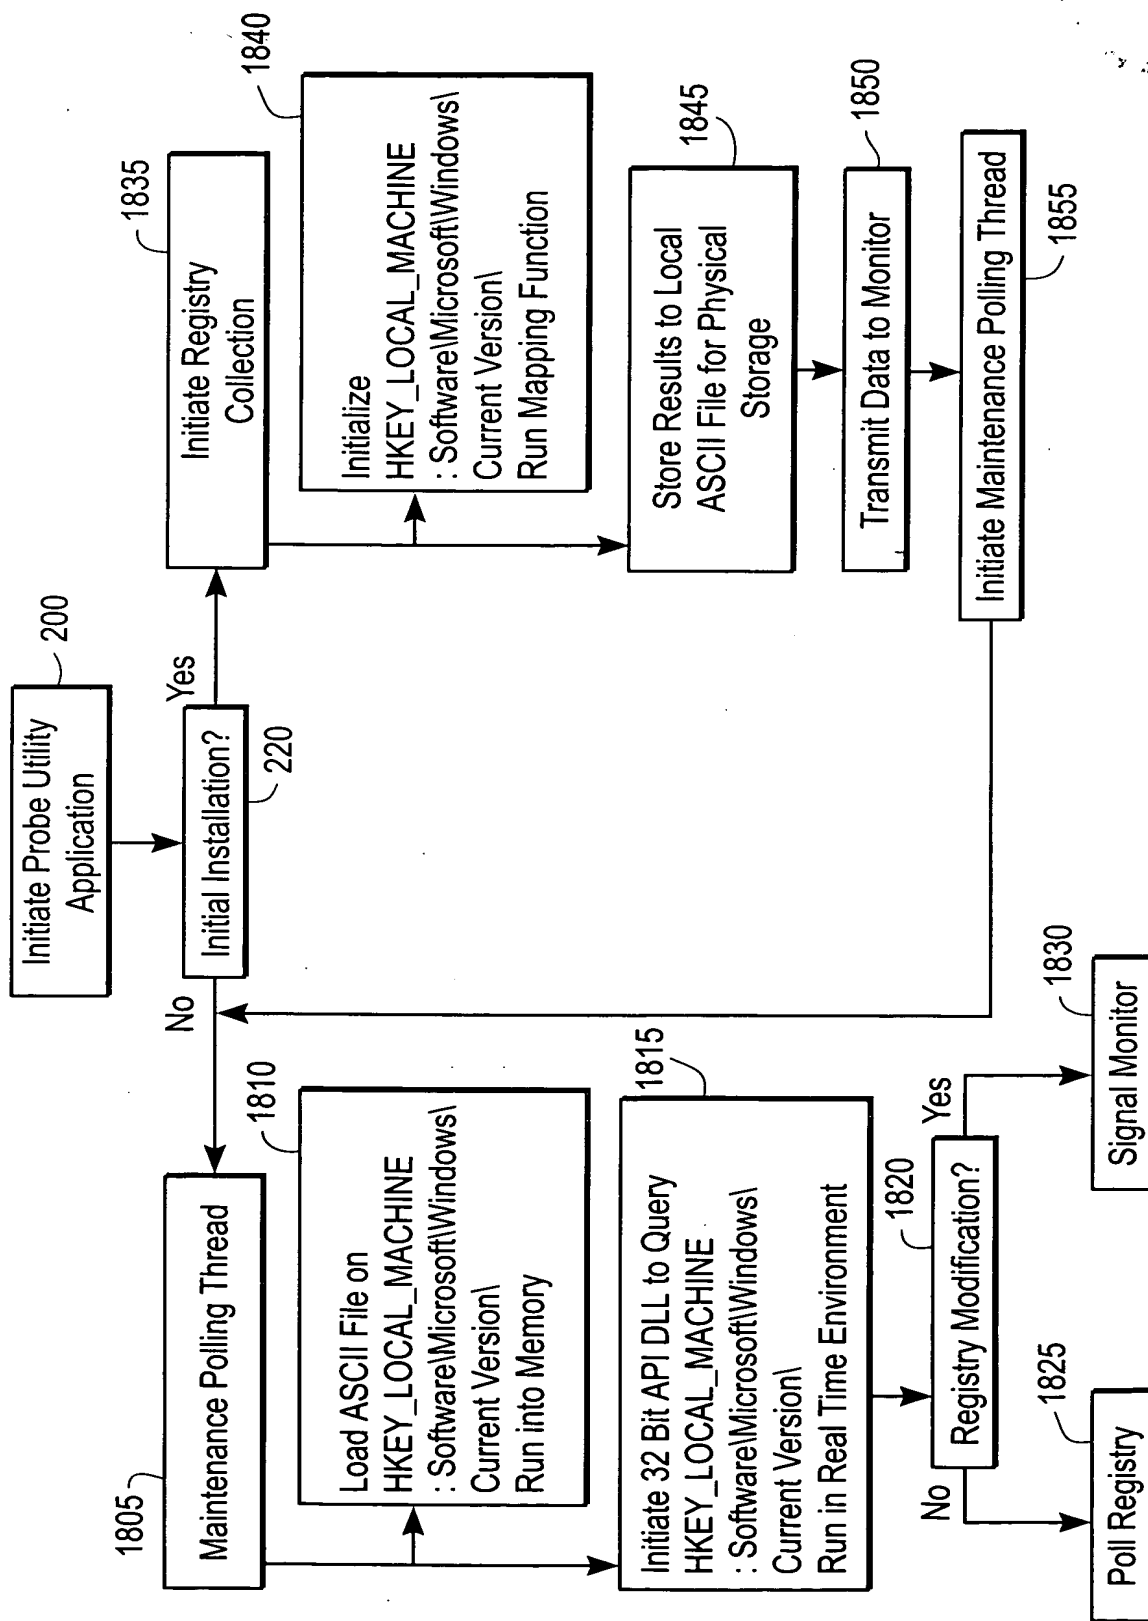 Initiate Probe Utility
Application
200
Initial Installation?
220
No
Yes
1805
Maintenance Polling Thread
1810
Load ASCII File on
HKEY_LOCAL_MACHINE
: Software\Microsoft\Windows\
Current Version\
Run into Memory
1815
Initiate 32 Bit API DLL to Query
HKEY_LOCAL_MACHINE
: Software\Microsoft\Windows\
Current Version\
Run in Real Time Environment
1820
Registry Modification?
No
Yes
1825
Poll Registry
1830
Signal Monitor
1835
Initiate Registry
Collection
1840
Initialize
HKEY_LOCAL_MACHINE
: Software\Microsoft\Windows\
Current Version\
Run Mapping Function
1845
Store Results to Local
ASCII File for Physical
Storage
1850
Transmit Data to Monitor
1855
Initiate Maintenance Polling Thread